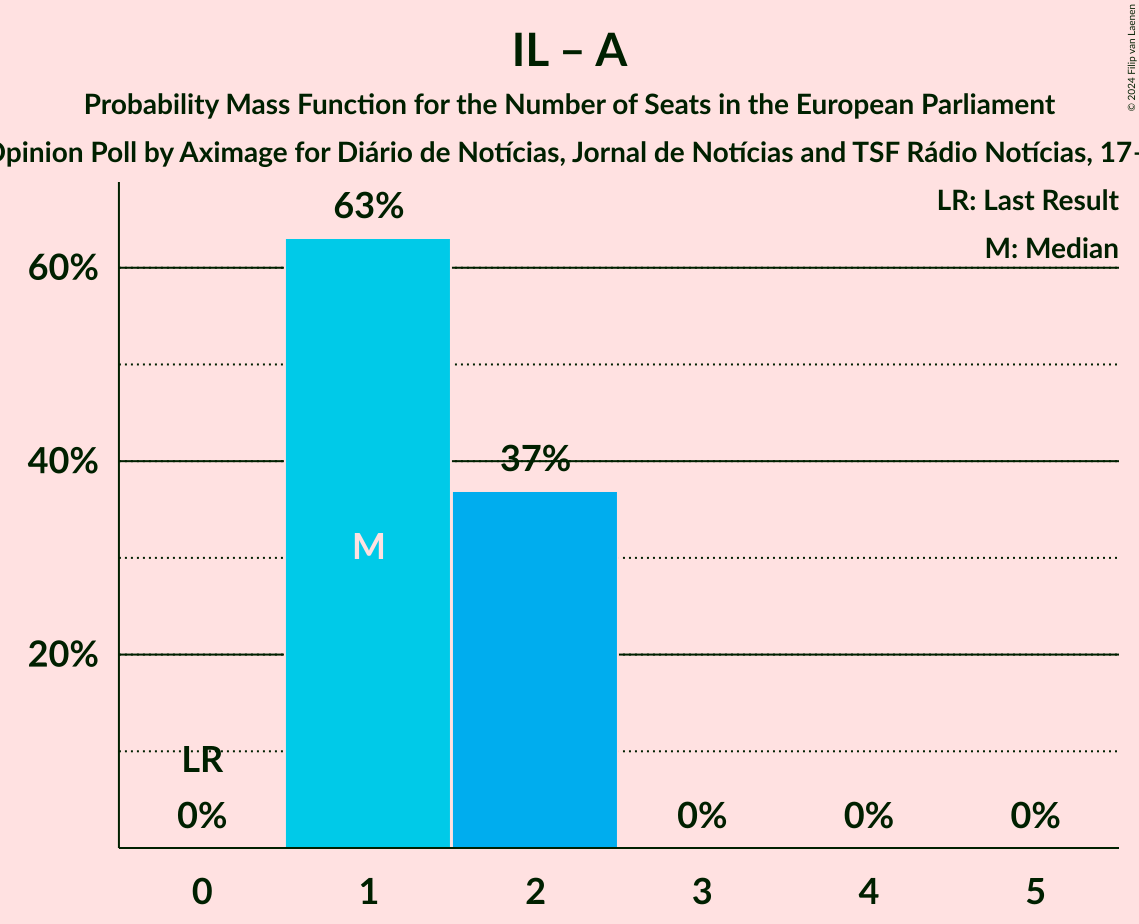 IL – A
Probability Mass Function for the Number of Seats in the European Parliament
Opinion Poll by Aximage for Diário de Notícias, Jornal de Notícias and TSF Rádio Notícias, 17–
© 2024 Filip van Laenen
LR: Last Result
M: Median
63%
60%
40%
37%
M
20%
LR
0%
0%
0%
0%
0
1
2
3
4
5